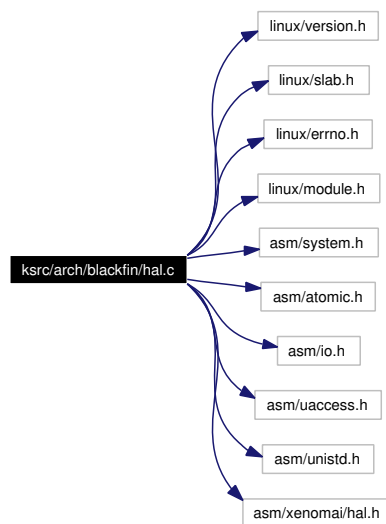 linux/version.h
linux/slab.h
linux/errno.h
linux/module.h
asm/system.h
ksrc/arch/blackfin/hal.c
asm/atomic.h
asm/io.h
asm/uaccess.h
asm/unistd.h
asm/xenomai/hal.h